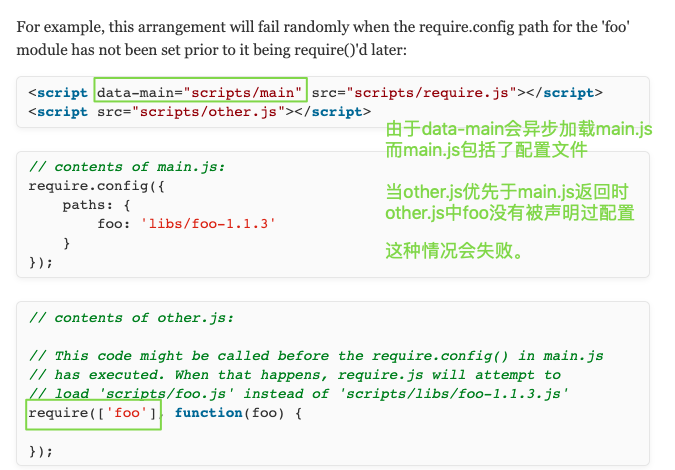 For example, this arrangement will fail randomly when the require.config path for the 'foo'
module has not been set prior to it being require()'d later:
<script data-main="scripts/main" src="scripts/require.js"></script>
<script src="scripts/other.js"></script>
由于data-main会异步加载main.js
而main.js包括了配置文件
当other.js优先于main.js返回时
other.js中foo没有被声明过配置
这种情况会失败。
// contents of main.js:
require.config({
    paths: {
        foo: 'libs/foo-1.1.3'
    }
});
// contents of other.js:
// This code might be called before the require.config() in main.js
// has executed. When that happens, require.js will attempt to
// load 'scripts/foo.js' instead of 'scripts/libs/foo-1.1.3.js'
require(['foo'], function(foo) {
});